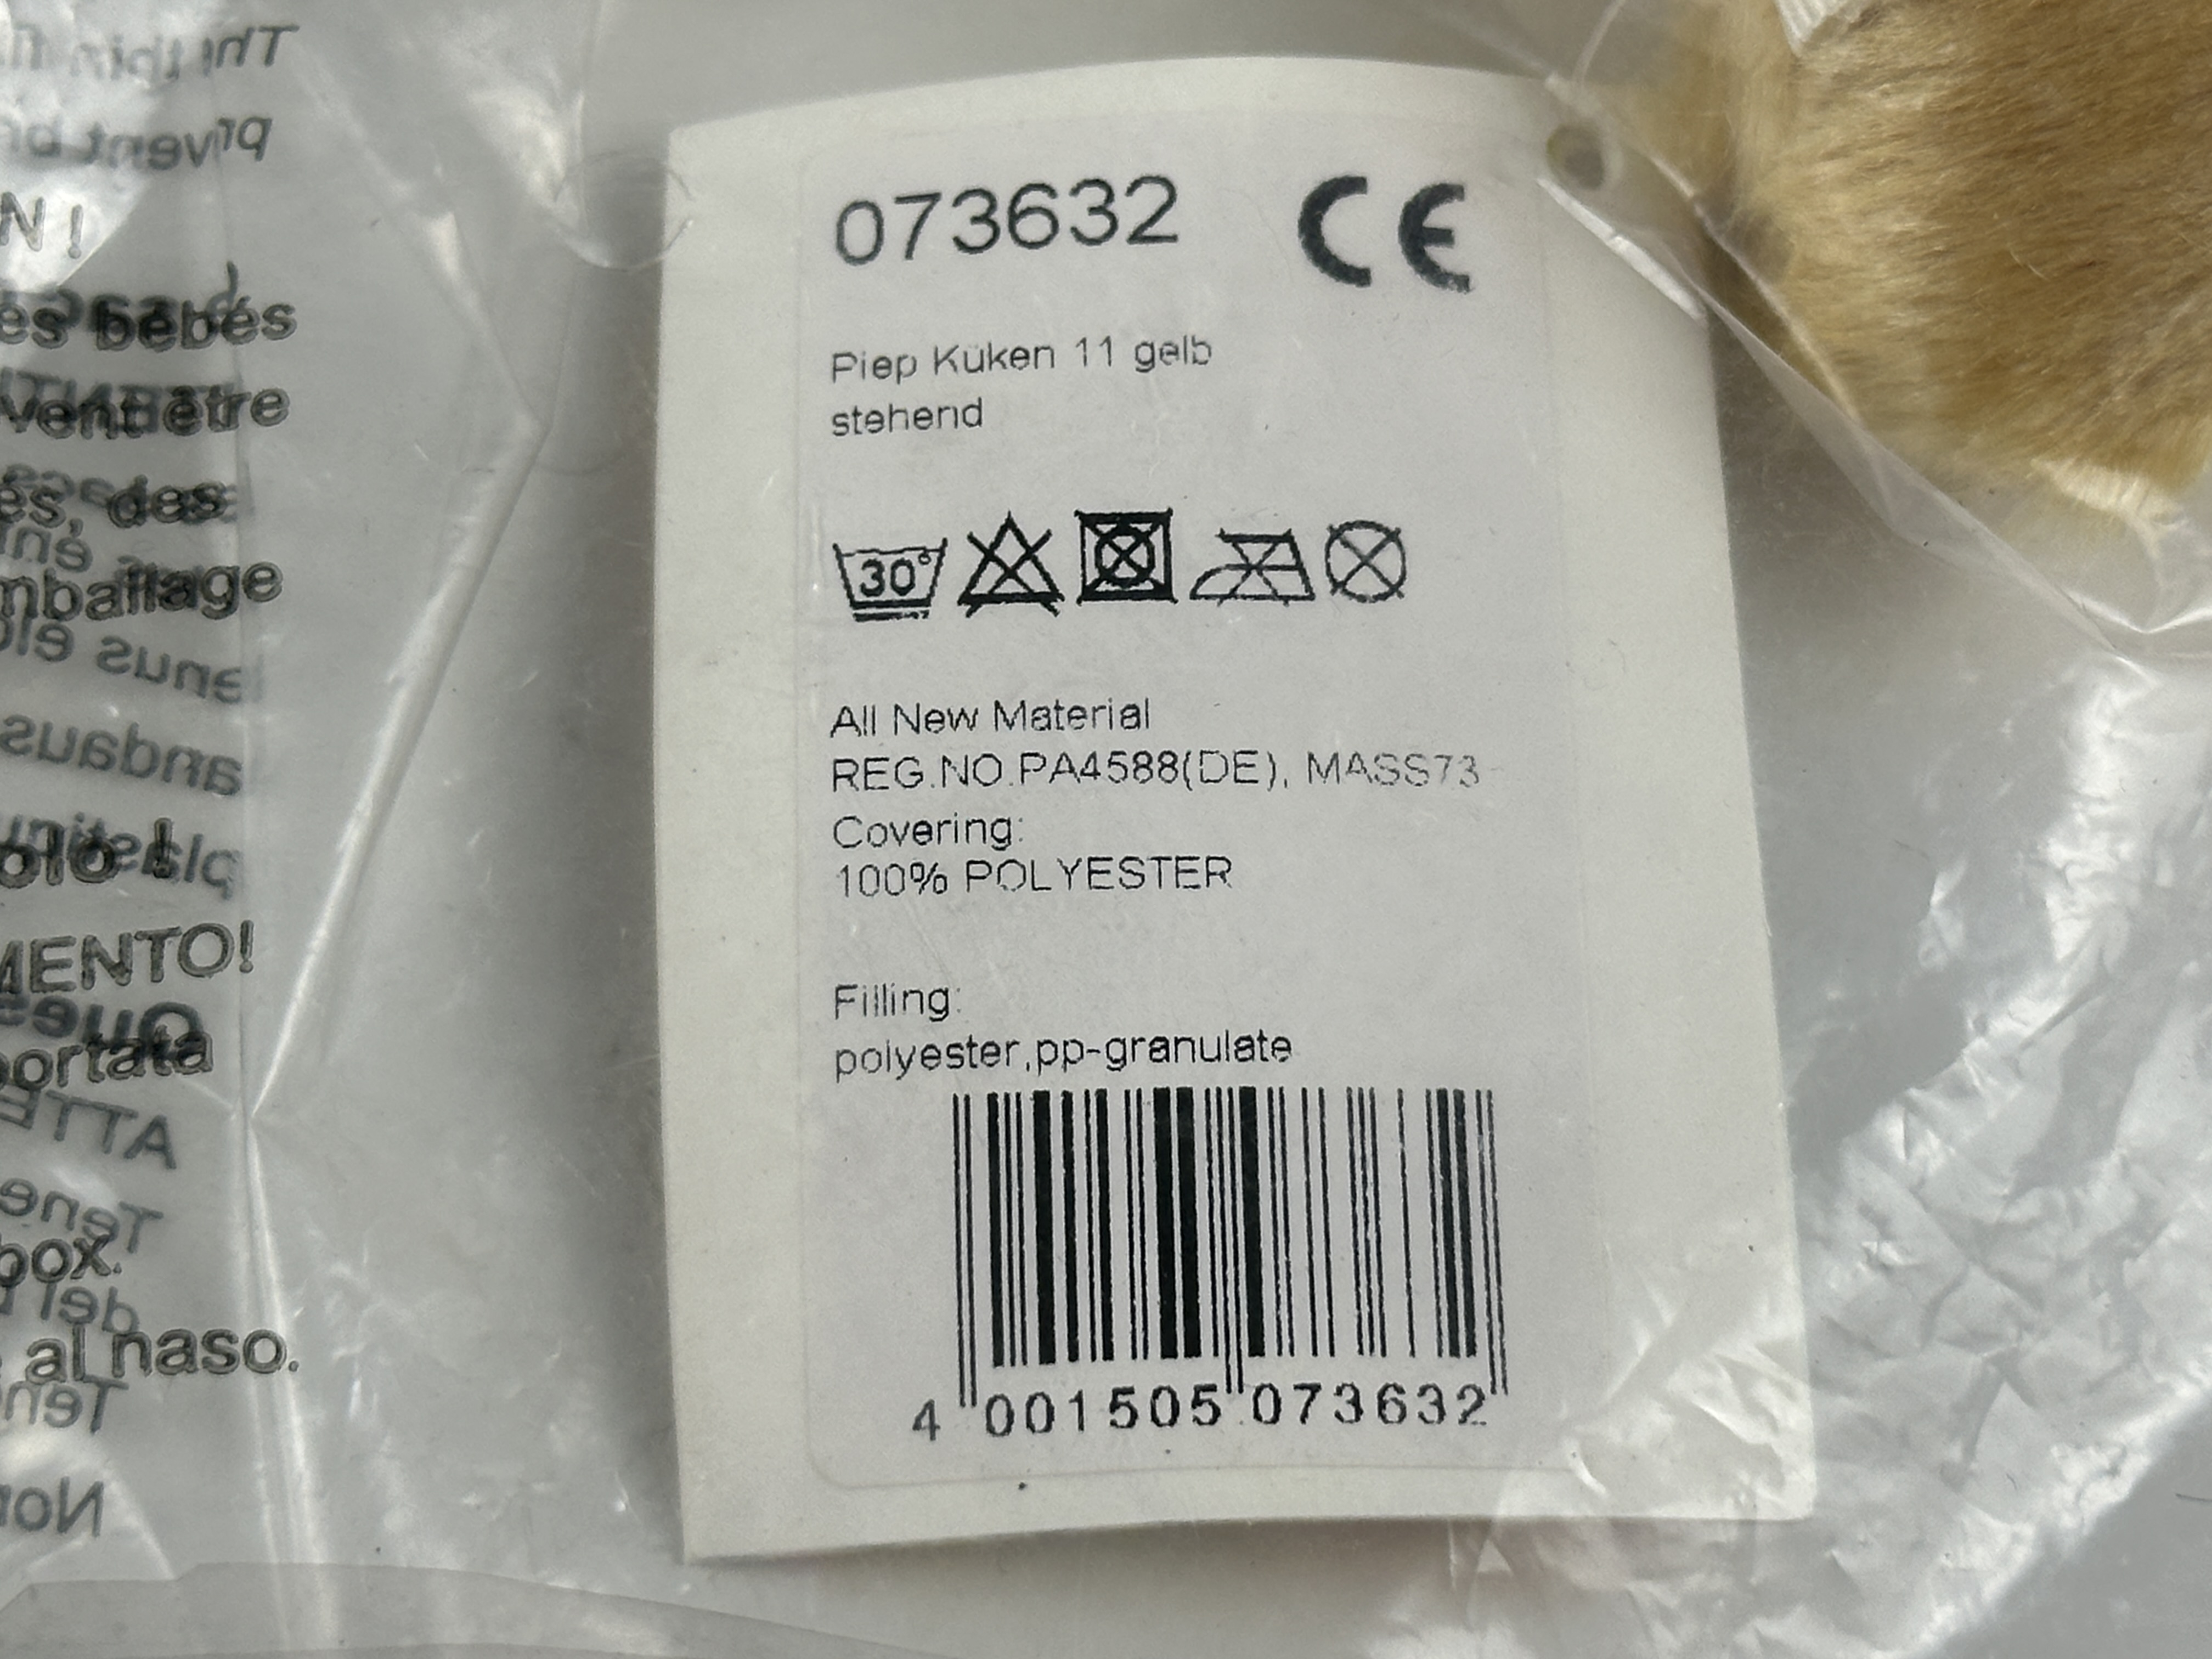 073632 CE
Piep Küken 11 gelb
stehend
30°
All New Material
REG.NO.PA4588(DE), MASS73
Covering:
100% POLYESTER
Filling:
polyester,pp-granulate
4 001505 073632
N !
es bébés
vent être
és, des
mballage
olo !
MENTO!
portata
box.
al naso.